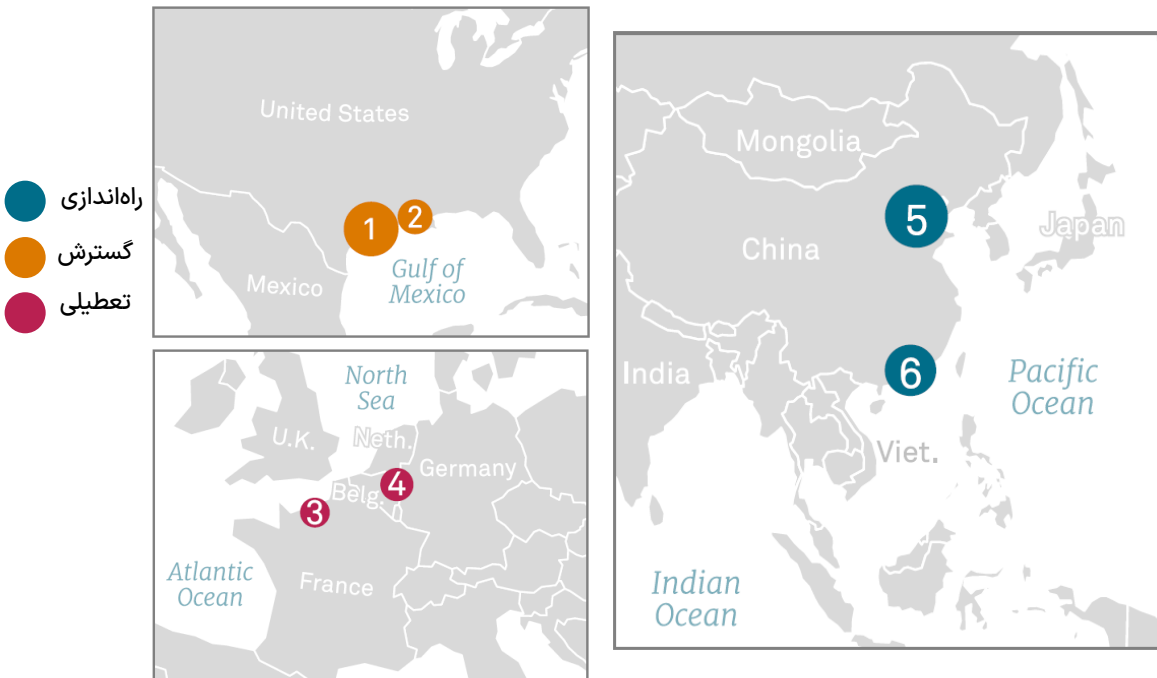 راه‌اندازی
گسترش
تعطیلی
United States
1
2
Mexico
Gulf of
Mexico
North
Sea
U.K.
Neth.
Germany
Belg.
4
3
Atlantic
Ocean
France
Mongolia
5
Japan
China
India
6
Pacific
Ocean
Viet.
Indian
Ocean